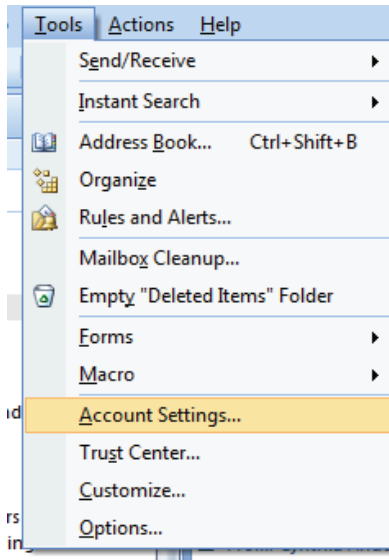 Tools Actions Help
Send/Receive
Instant Search
Address Book... Ctrl+Shift+B
Organize
Rules and Alerts...
Mailbox Cleanup...
Empty "Deleted Items" Folder
Forms
Macro
Account Settings...
Trust Center...
Customize...
Options...